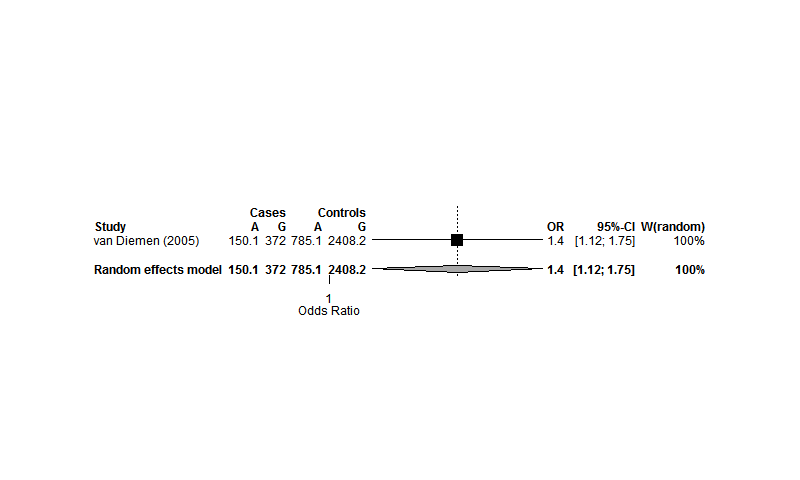 Cases Controls
Study A G A G OR 95%-CI W(random)
van Diemen (2005) 150.1 372 785.1 2408.2 1.4 [1.12; 1.75] 100%
Random effects model 150.1 372 785.1 2408.2 1.4 [1.12; 1.75] 100%
1
Odds Ratio